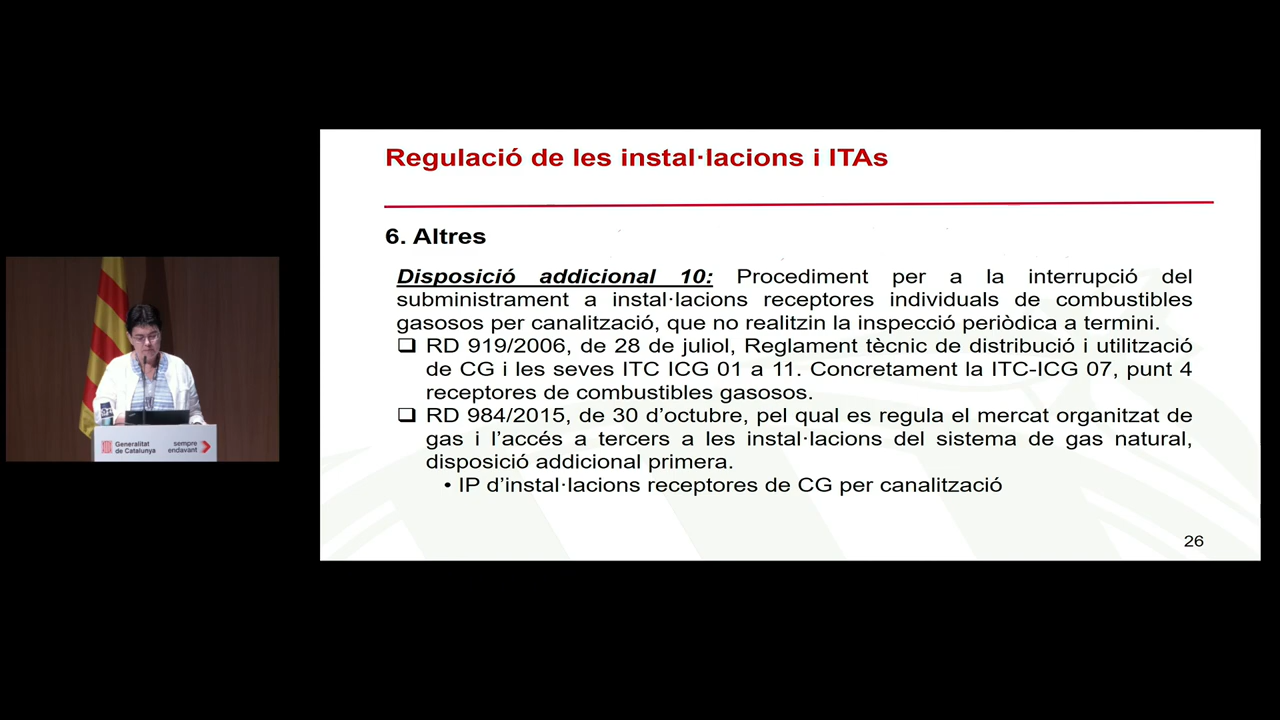 Regulació de les instal·lacions i ITAs
6. Altres
Disposició addicional 10: Procediment per a la interrupció del
subministrament a instal·lacions receptores individuals de combustibles
gasosos per canalització, que no realitzin la inspecció periòdica a termini.
❑ RD 919/2006, de 28 de juliol, Reglament tècnic de distribució i utilització
de CG i les seves ITC ICG 01 a 11. Concretament la ITC-ICG 07, punt 4
receptores de combustibles gasosos.
❑ RD 984/2015, de 30 d’octubre, pel qual es regula el mercat organitzat de
gas i l’accés a tercers a les instal·lacions del sistema de gas natural,
disposició addicional primera.
• IP d’instal·lacions receptores de CG per canalització
26
Generalitat
de Catalunya
sempre
endavant